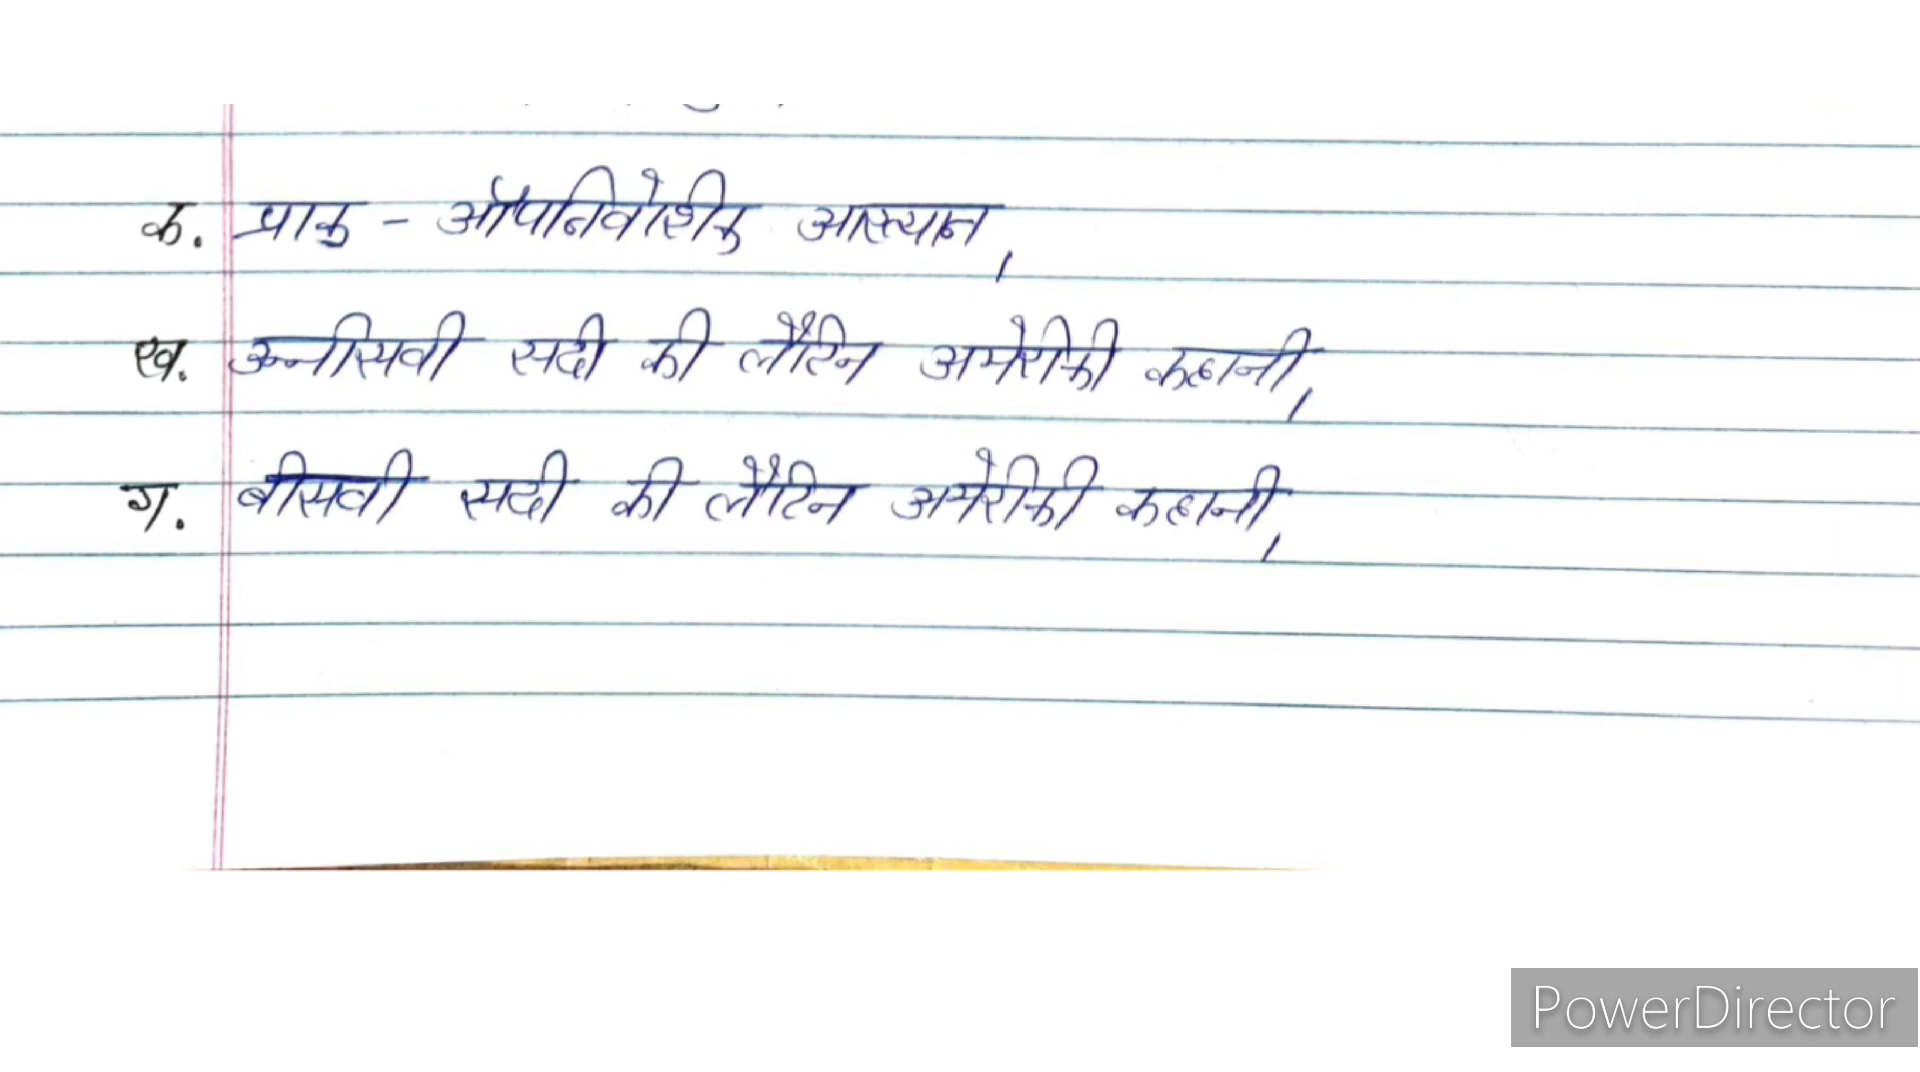 क. प्राक - औपनिवेशिक आख्यान,
ख. उन्नीसवी सदी की लैटिन अमेरीकी कहानी,
ग. बीसवी सदी की लैटिन अमेरीकी कहानी,
PowerDirector